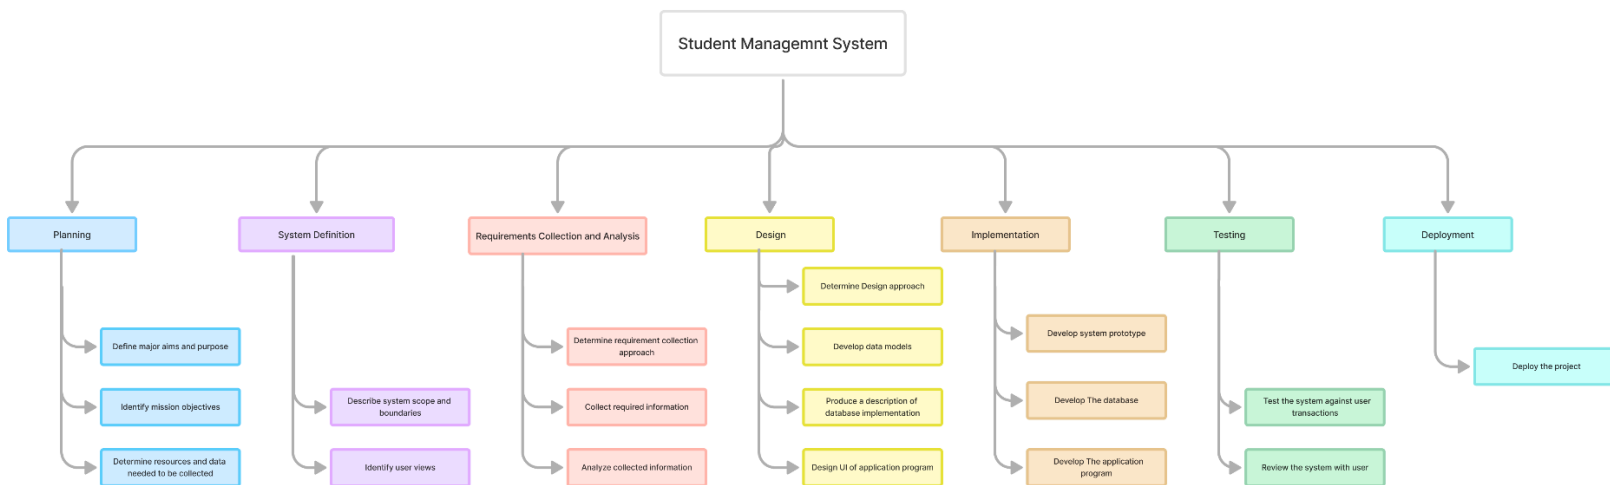 Student Managemnt System
Planning
System Definition
Requirements Collection and Analysis
Design
Implementation
Testing
Deployment
Define major aims and purpose
Identify mission objectives
Determine resources and data
needed to be collected
Describe system scope and
boundaries
Identify user views
Determine requirement collection
approach
Collect required information
Analyze collected information
Determine Design approach
Develop data models
Produce a description of
database implementation
Design UI of application program
Develop system prototype
Develop The database
Develop The application
program
Test the system against user
transactions
Review the system with user
Deploy the project